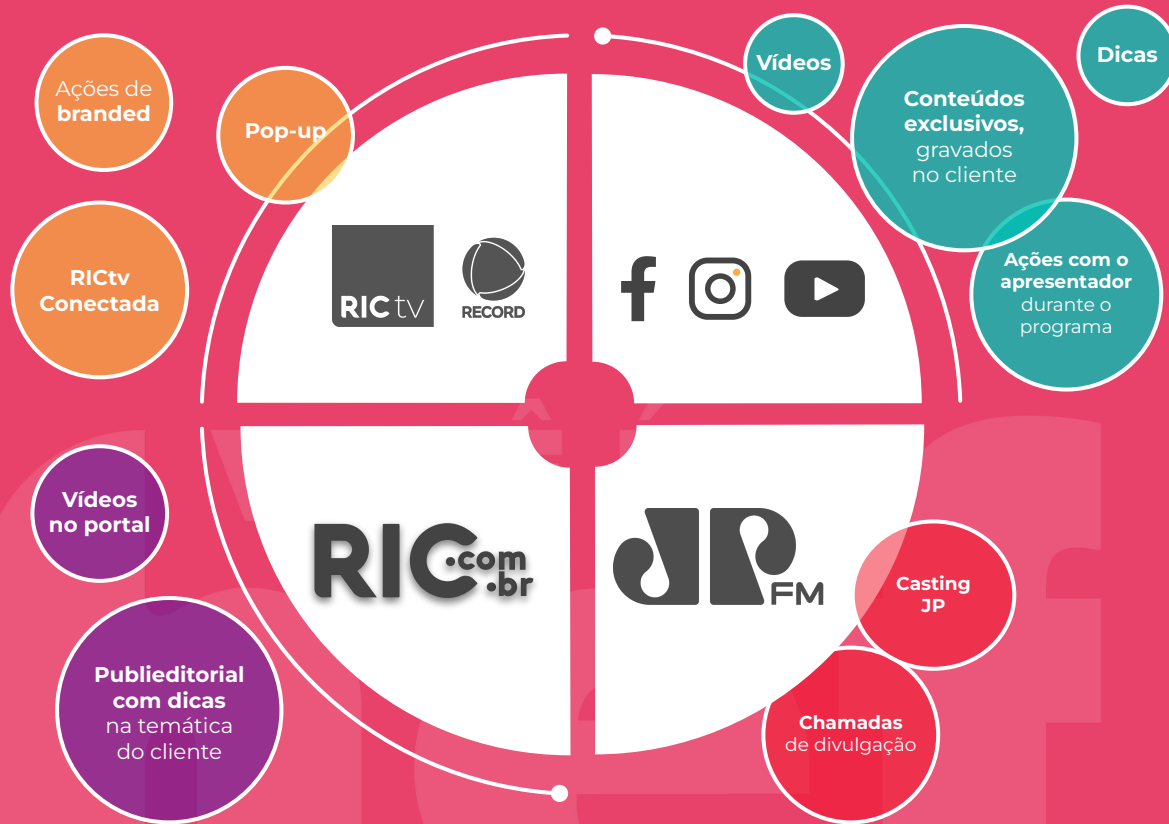 Ações de
branded
Pop-up
RICtv
Conectada
RICtv
RECORD
Vídeos
Conteúdos
exclusivos,
gravados
no cliente
Dicas
Ações com o
apresentador
durante o
programa
Vídeos
no portal
Publieditorial
com dicas
na temática
do cliente
RIC.com
.br
JP
FM
Casting
JP
Chamadas
de divulgação